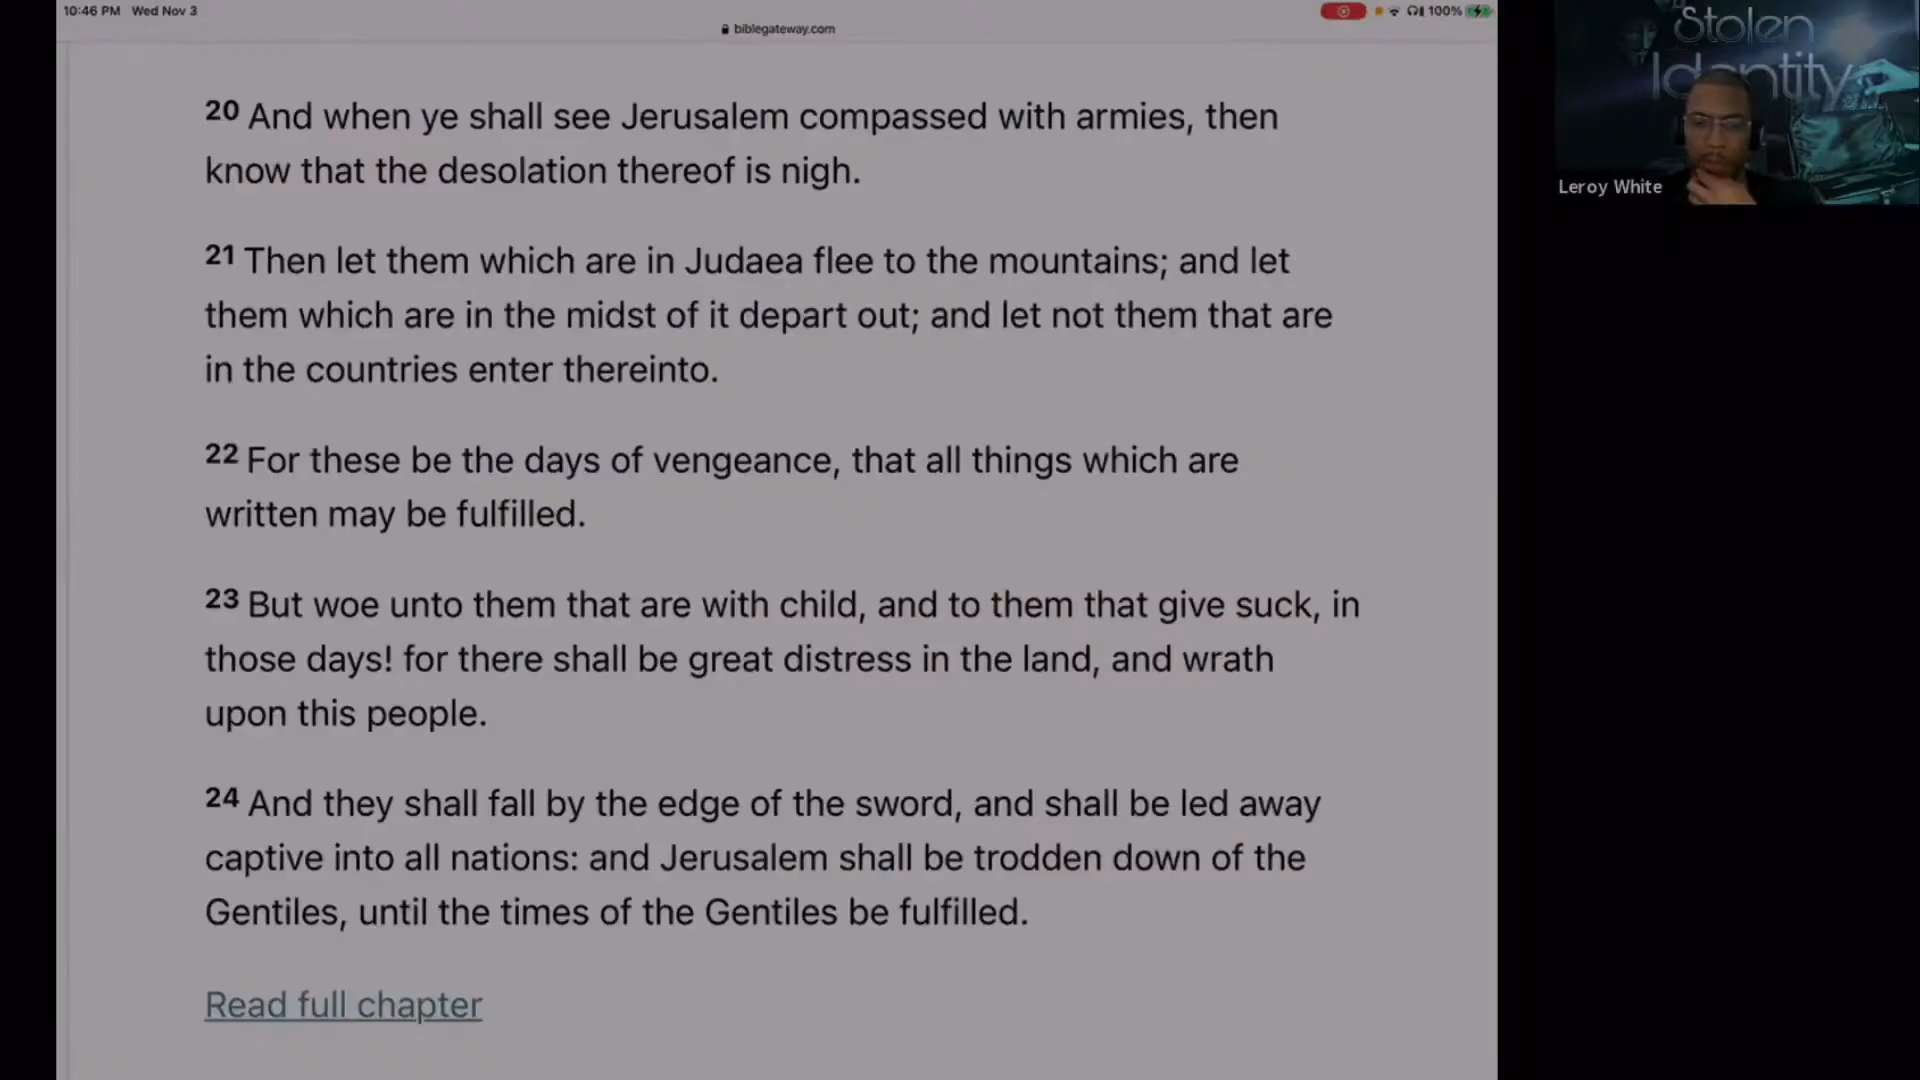 10:46 PM Wed Nov 3
100%
biblegateway.com
20 And when ye shall see Jerusalem compassed with armies, then
know that the desolation thereof is nigh.
21 Then let them which are in Judaea flee to the mountains; and let
them which are in the midst of it depart out; and let not them that are
in the countries enter thereinto.
22 For these be the days of vengeance, that all things which are
written may be fulfilled.
23 But woe unto them that are with child, and to them that give suck, in
those days! for there shall be great distress in the land, and wrath
upon this people.
24 And they shall fall by the edge of the sword, and shall be led away
captive into all nations: and Jerusalem shall be trodden down of the
Gentiles, until the times of the Gentiles be fulfilled.
Read full chapter
Stolen
Identity
Leroy White